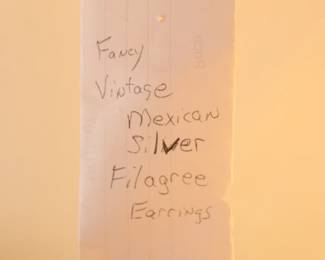 Fancy
Vintage
Mexican
Silver
Filagree
Earrings